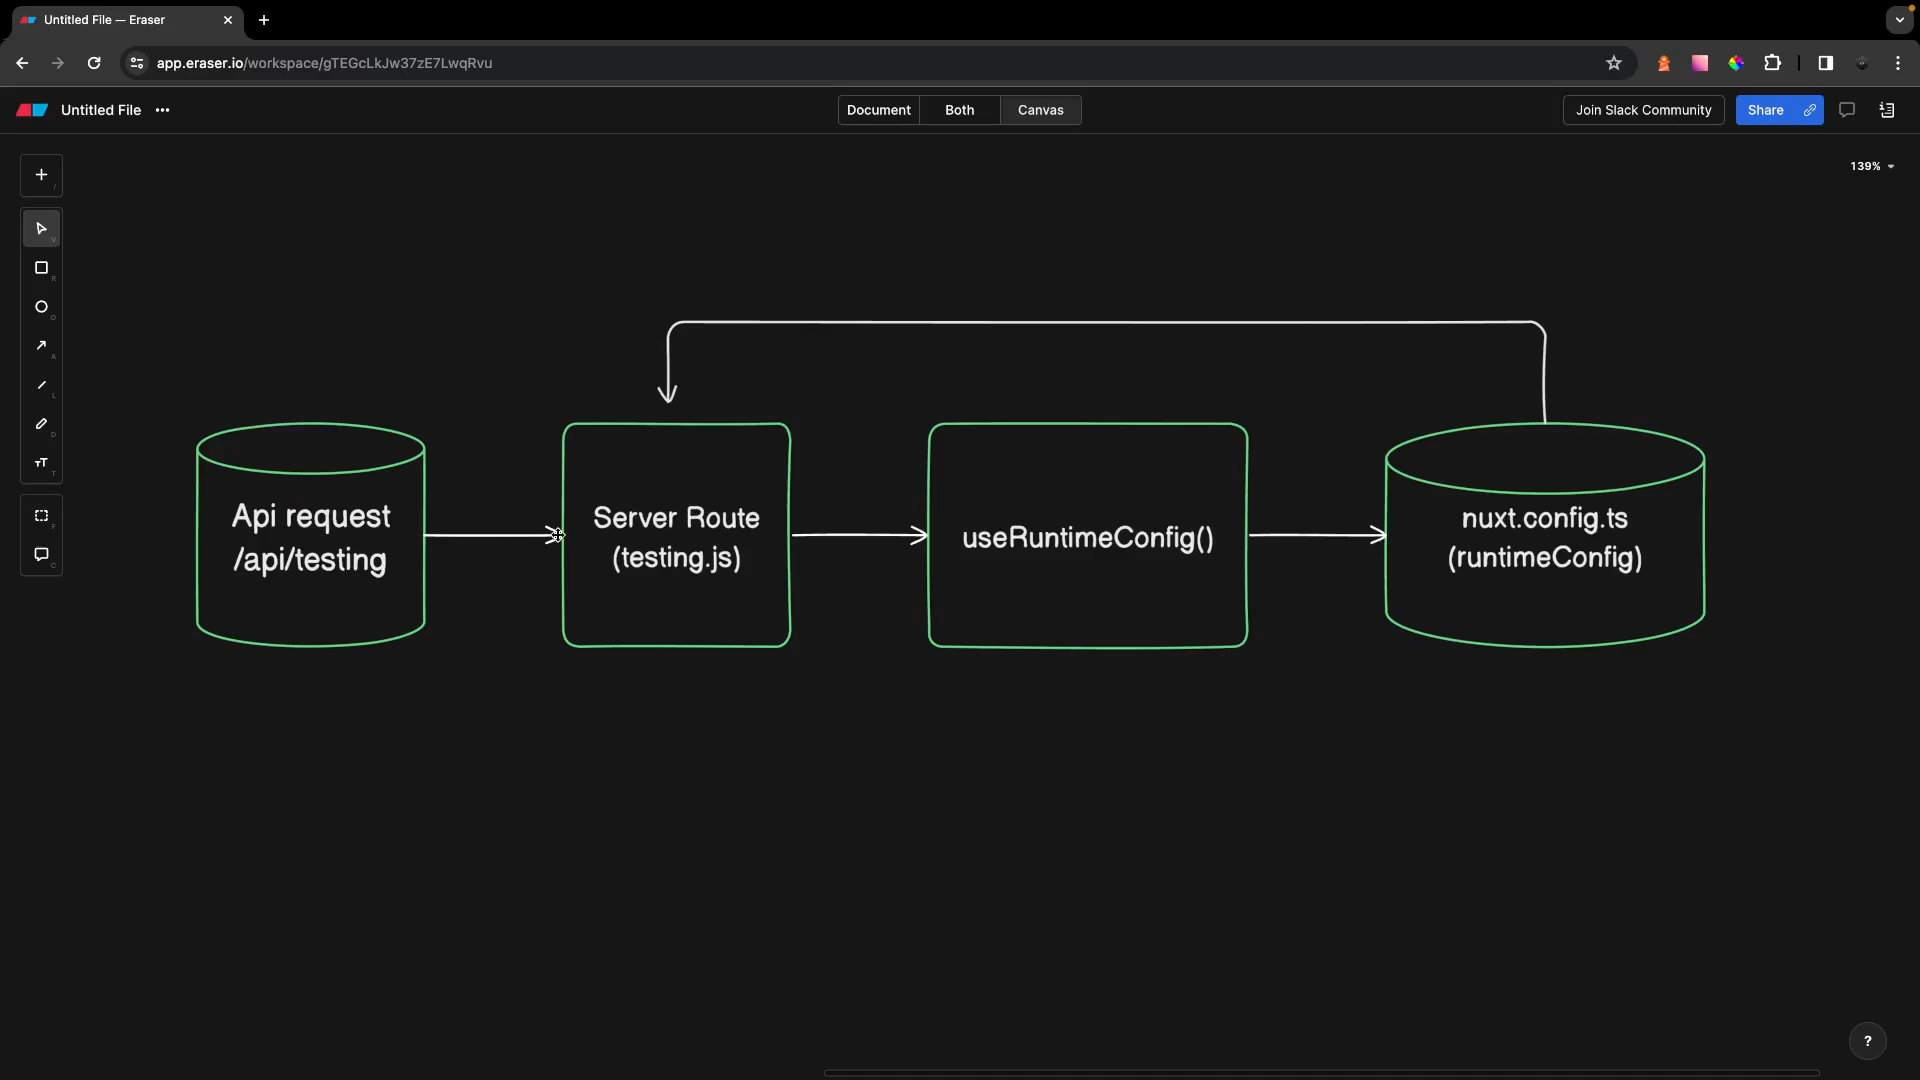 Untitled File — Eraser
app.eraser.io/workspace/gTEGcLkJw37zE7LwqRvu
Untitled File
Document
Both
Canvas
Join Slack Community
Share
139%
V
R
O
A
L
D
T
F
C
Api request
/api/testing
Server Route
(testing.js)
useRuntimeConfig()
nuxt.config.ts
(runtimeConfig)
?